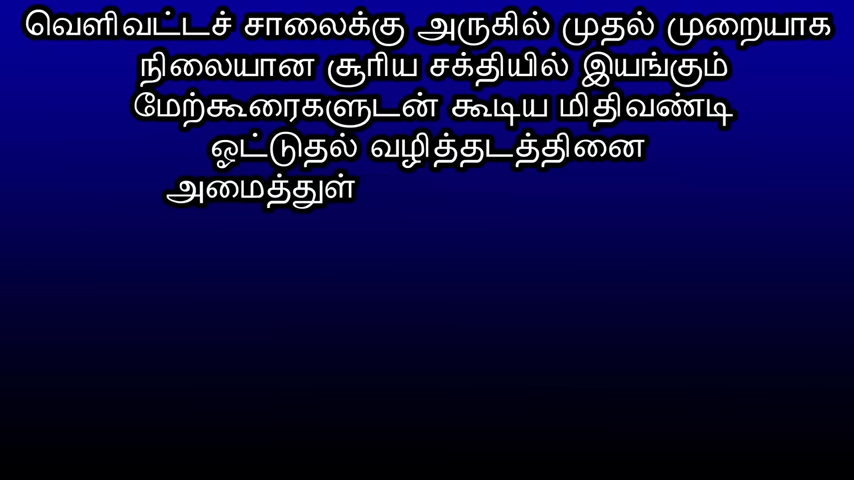 வெளிவட்டச் சாலைக்கு அருகில் முதல் முறையாக
நிலையான சூரிய சக்தியில் இயங்கும்
மேற்கூரைகளுடன் கூடிய மிதிவண்டி
ஓட்டுதல் வழித்தடத்தினை
அமைத்துள்